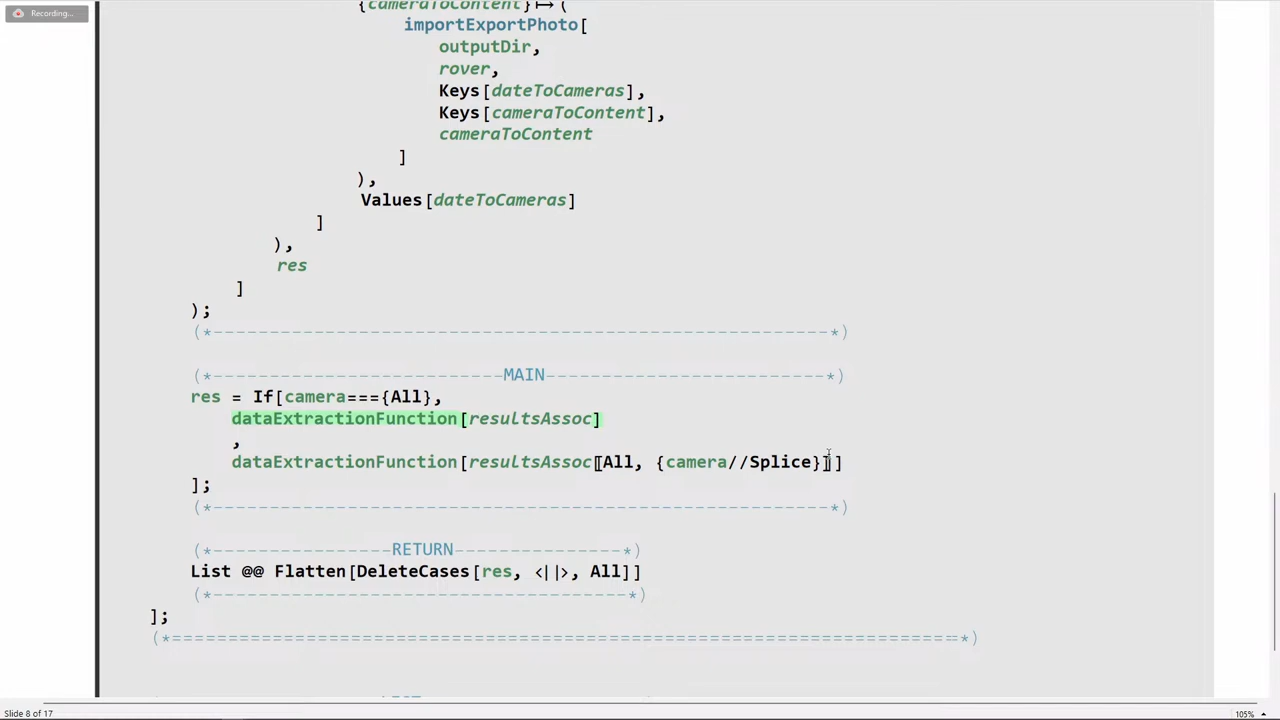 Recording...
{cameraToContent}↦(
importExportPhoto[
outputDir,
rover,
Keys[dateToCameras],
Keys[cameraToContent],
cameraToContent
]
),
Values[dateToCameras]
]
),
res
]
);
(*-------------------------------------------------------*)
(*--------------------------MAIN-------------------------*)
res = If[camera==={All},
dataExtractionFunction[resultsAssoc]
,
dataExtractionFunction[resultsAssoc[All, {camera//Splice}]]
];
(*-------------------------------------------------------*)
(*----------------RETURN---------------*)
List @@ Flatten[DeleteCases[res, <||>, All]]
(*-------------------------------------*)
];
(*=======================================================================*)
Slide 8 of 17
105%